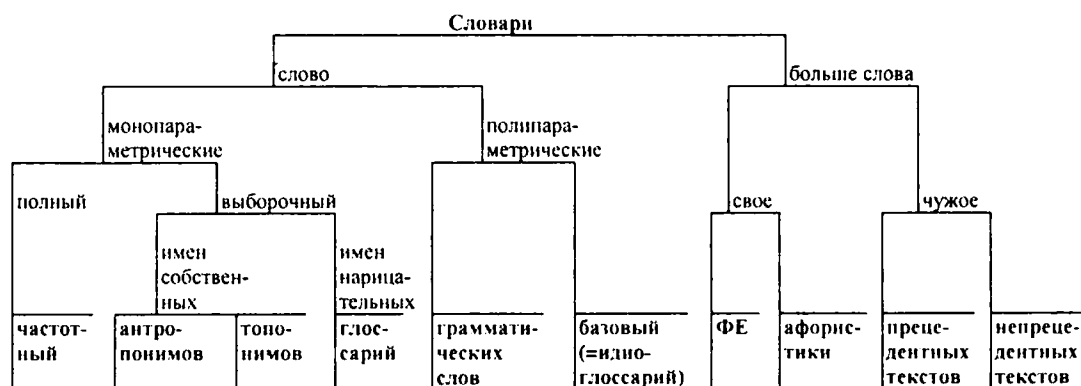 Словари
слово
больше слова
монопара-
метрические
полипара-
метрические
полный
выборочный
свое
чужое
имен
собствен-
ных
имен
нарица-
тельных
частот-
ный
антро-
понимов
топо-
нимов
глос-
сарий
граммати-
ческих
слов
базовый
(=идио-
глоссарий)
ФЕ
афорис-
тики
преце-
дентных
текстов
непреце-
дентных
текстов